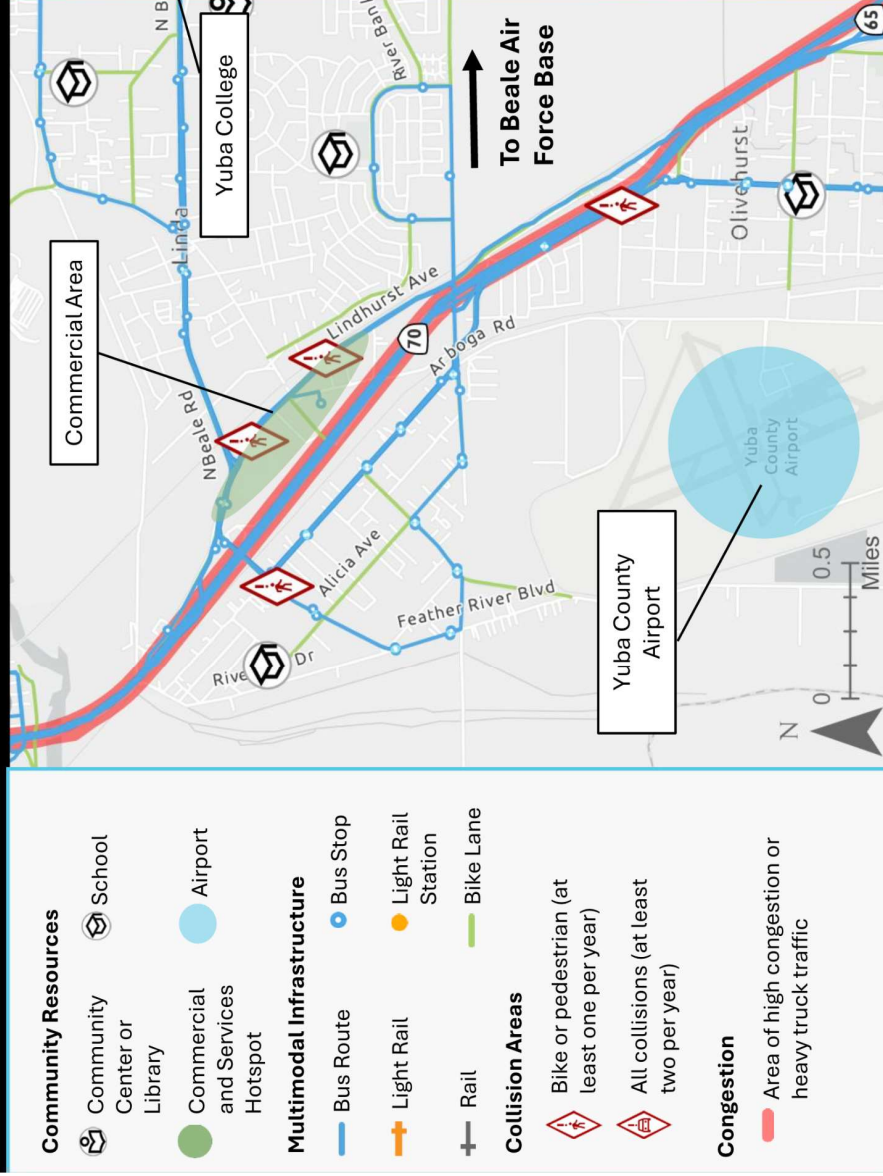 Community Resources
Community
Center or
Library
School
Commercial
and Services
Hotspot
Airport
Multimodal Infrastructure
Bus Route
Bus Stop
Light Rail
Light Rail
Station
Rail
Bike Lane
Collision Areas
Bike or pedestrian (at
least one per year)
All collisions (at least
two per year)
Congestion
Area of high congestion or
heavy truck traffic
Commercial Area
Yuba College
N B
Linda
NBeale Rd
River Ban
To Beale Air
Force Base
Lindhurst Ave
70
65
Arboga Rd
Olivehurst
Alicia Ave
Feather River Blvd
Rive
Dr
Yuba County
Airport
Yuba
County
Airport
N
0
0.5
Miles